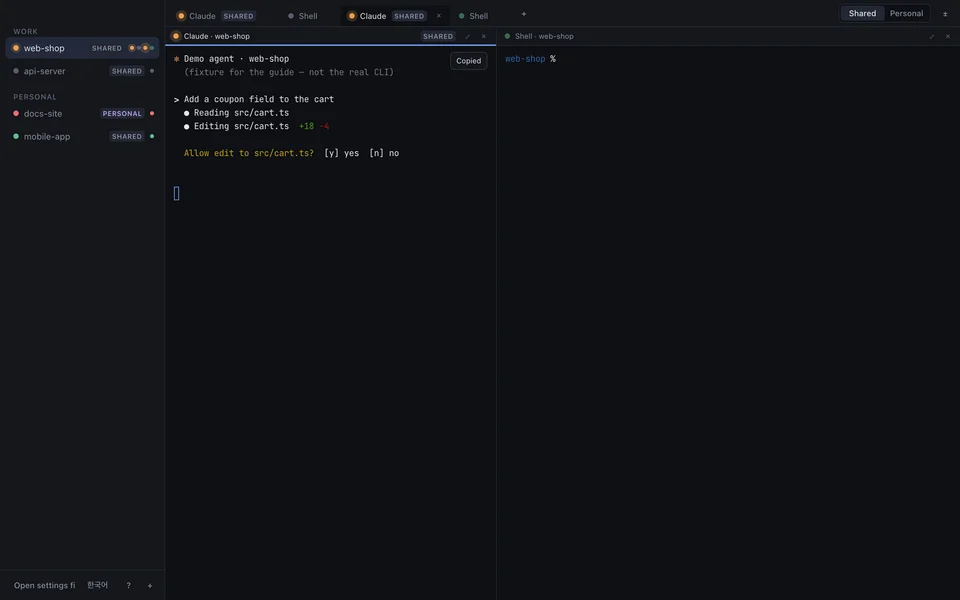 WORK
web-shop SHARED
api-server SHARED
PERSONAL
docs-site PERSONAL
mobile-app SHARED
Open settings fi 한국어 ? +
Claude SHARED Shell Claude SHARED × Shell +
Shared Personal ±
Claude · web-shop SHARED ×
✻ Demo agent · web-shop
(fixture for the guide — not the real CLI)
Copied
> Add a coupon field to the cart
● Reading src/cart.ts
● Editing src/cart.ts +18 -4
Allow edit to src/cart.ts? [y] yes [n] no
Shell · web-shop ×
web-shop %